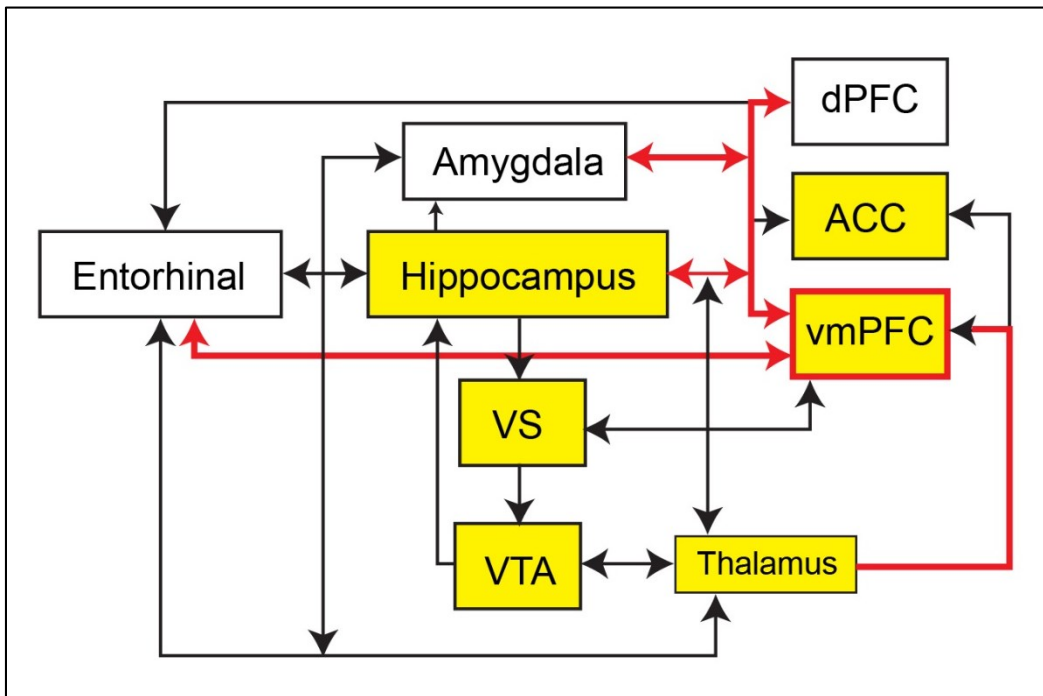 dPFC
Amygdala
ACC
Entorhinal
Hippocampus
vmPFC
VS
VTA
Thalamus